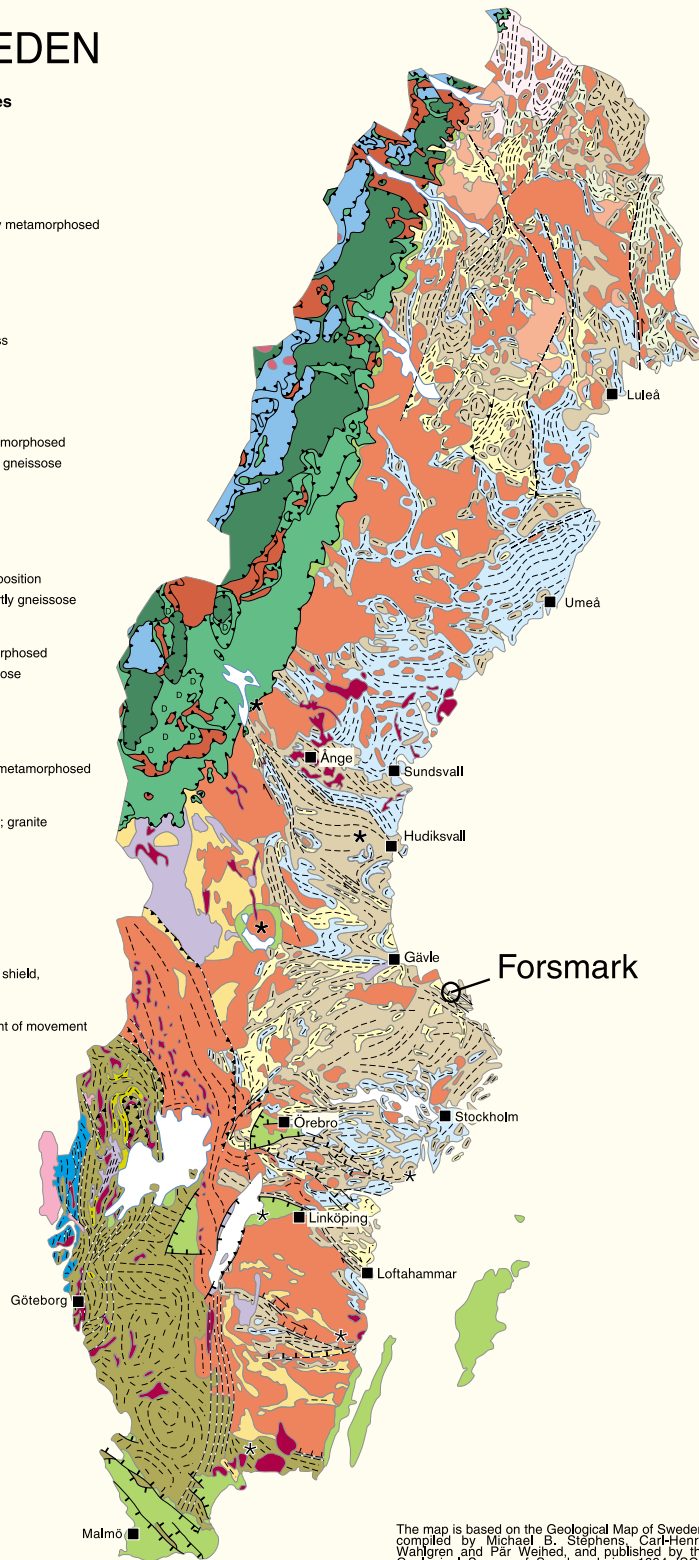 EDEN
es
y metamorphosed
ss
morphosed
gneissose
position
rtly gneissose
orphosed
ose
metamorphosed
; granite
shield,
nt of movement
Luleå
Umeå
D
D
D
D
D
D
D
Ånge
Sundsvall
Hudiksvall
Gävle
Forsmark
Örebro
Stockholm
Linköping
Loftahammar
Göteborg
Malmö
The map is based on the Geological Map of Sweden
compiled by Michael B. Stephens, Carl-Henr
Wahlgren and Pär Weihed, and published by th